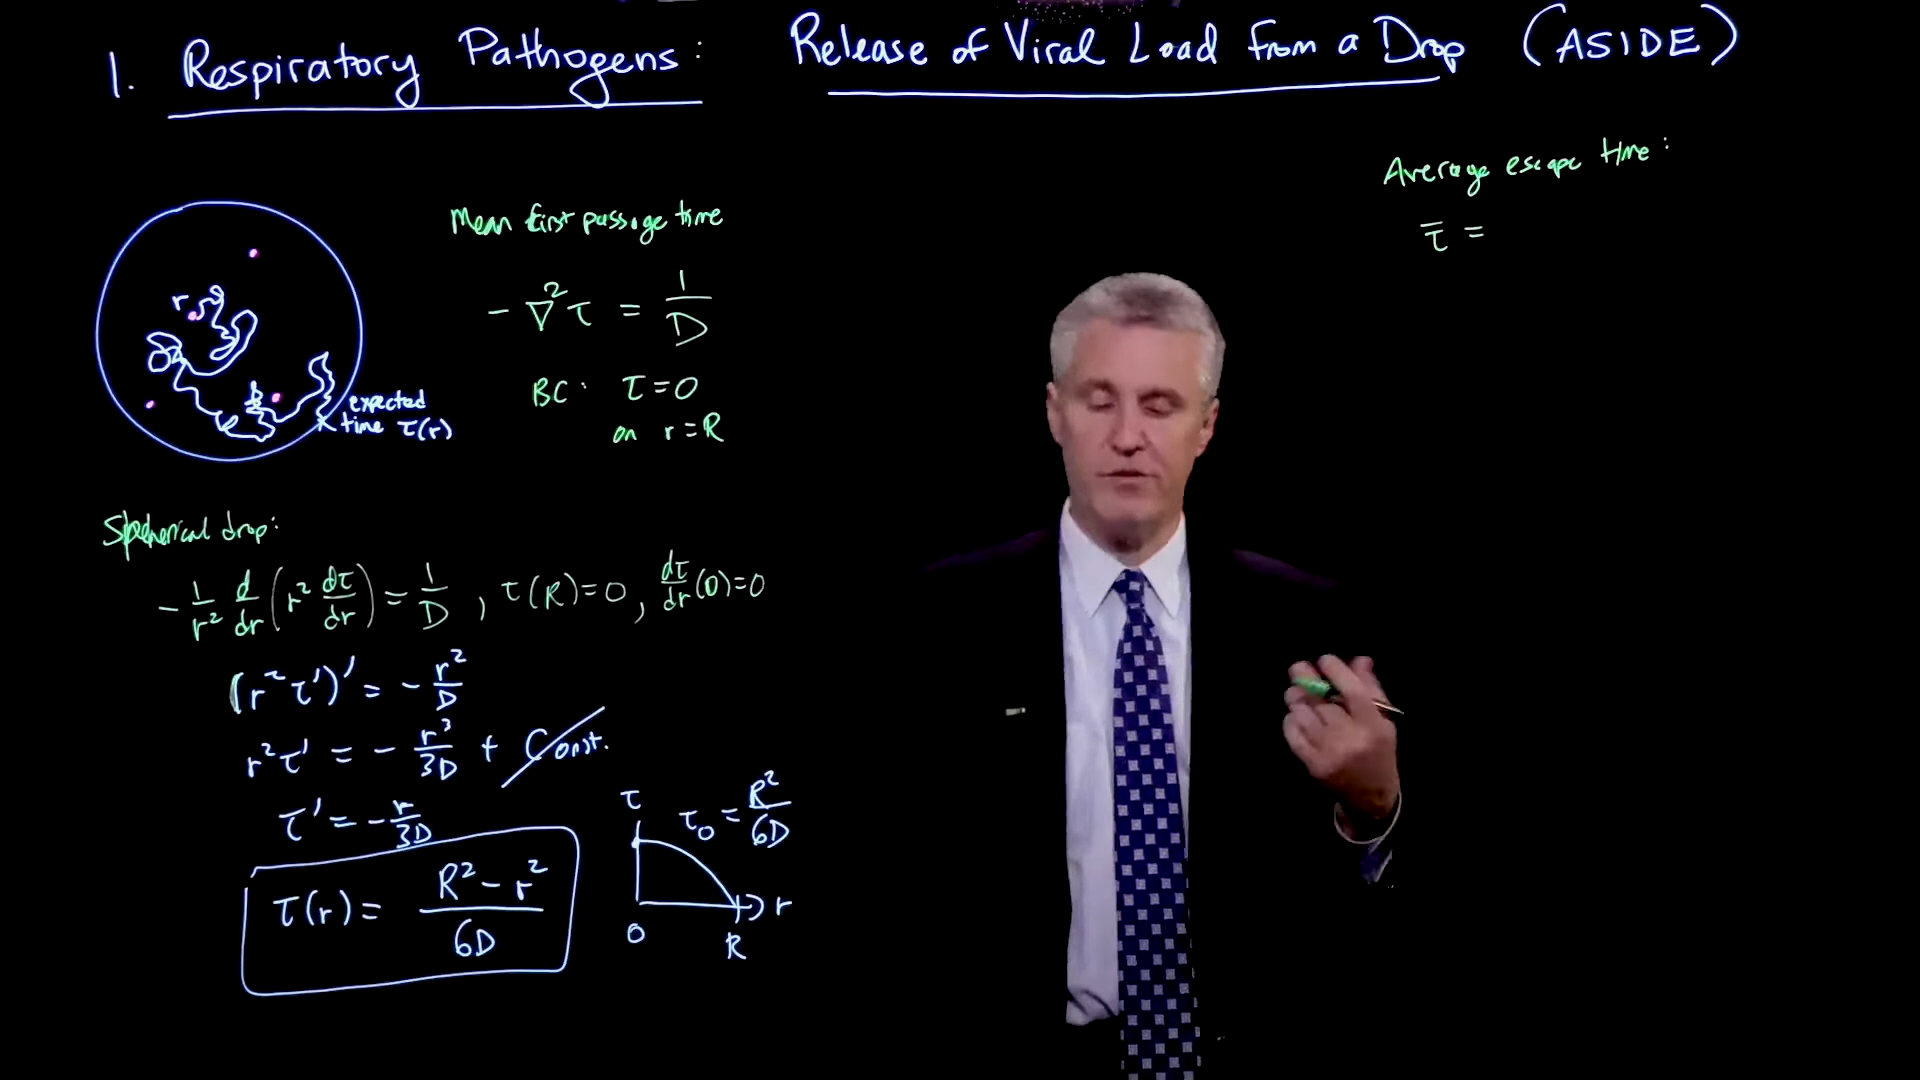 1. Respiratory Pathogens: Release of Viral Load from a Drop (ASIDE)
Mean first passage time
r
- ∇²τ = 1/D
BC: τ = 0
on r = R
expected
time τ(r)
Spherical drop:
- 1/r² d/dr (r² dτ/dr) = 1/D , τ(R) = 0 , dτ/dr (0) = 0
(r² τ')' = - r²/D
r² τ' = - r³/3D + Const.
τ' = - r/3D
τ(r) = R² - r² / 6D
τ
τ₀ = R²/6D
r
0
R
Average escape time:
τ̄ =